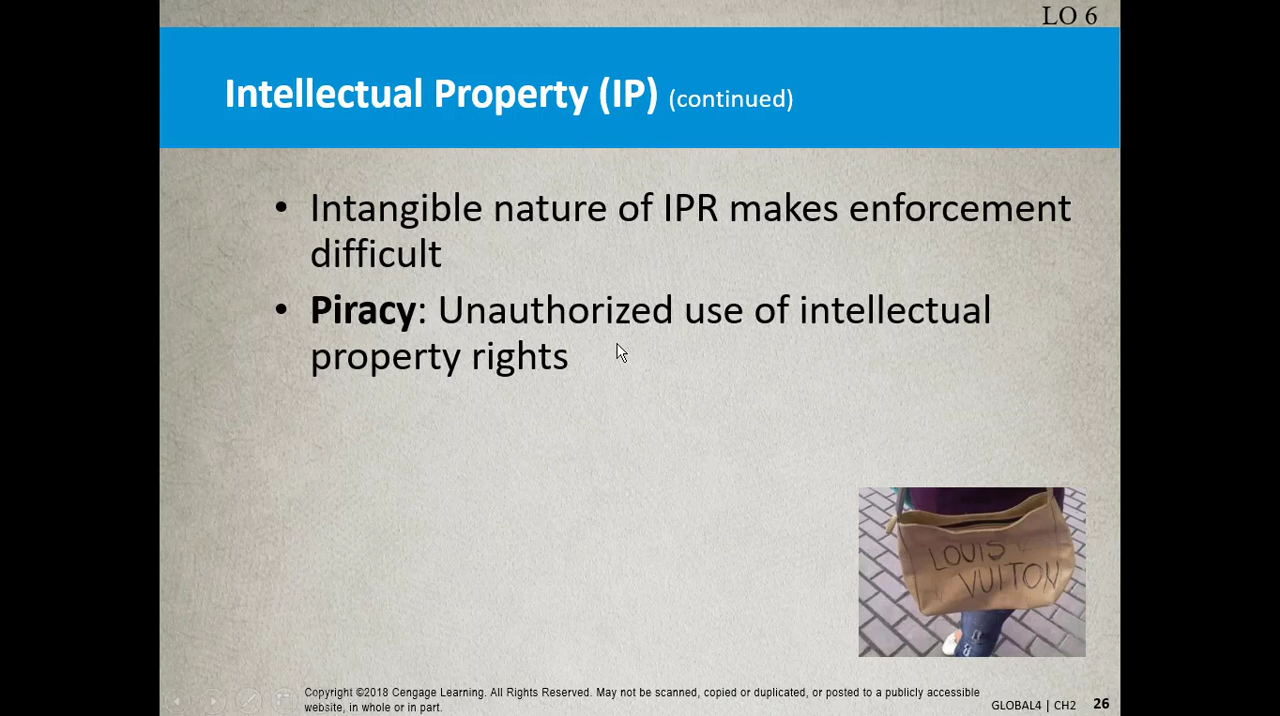 LO 6
Intellectual Property (IP) (continued)
• Intangible nature of IPR makes enforcement
difficult
• Piracy: Unauthorized use of intellectual
property rights
LOUIS
VUITON
Copyright ©2018 Cengage Learning. All Rights Reserved. May not be scanned, copied or duplicated, or posted to a publicly accessible
website, in whole or in part.
GLOBAL4 | CH2 26